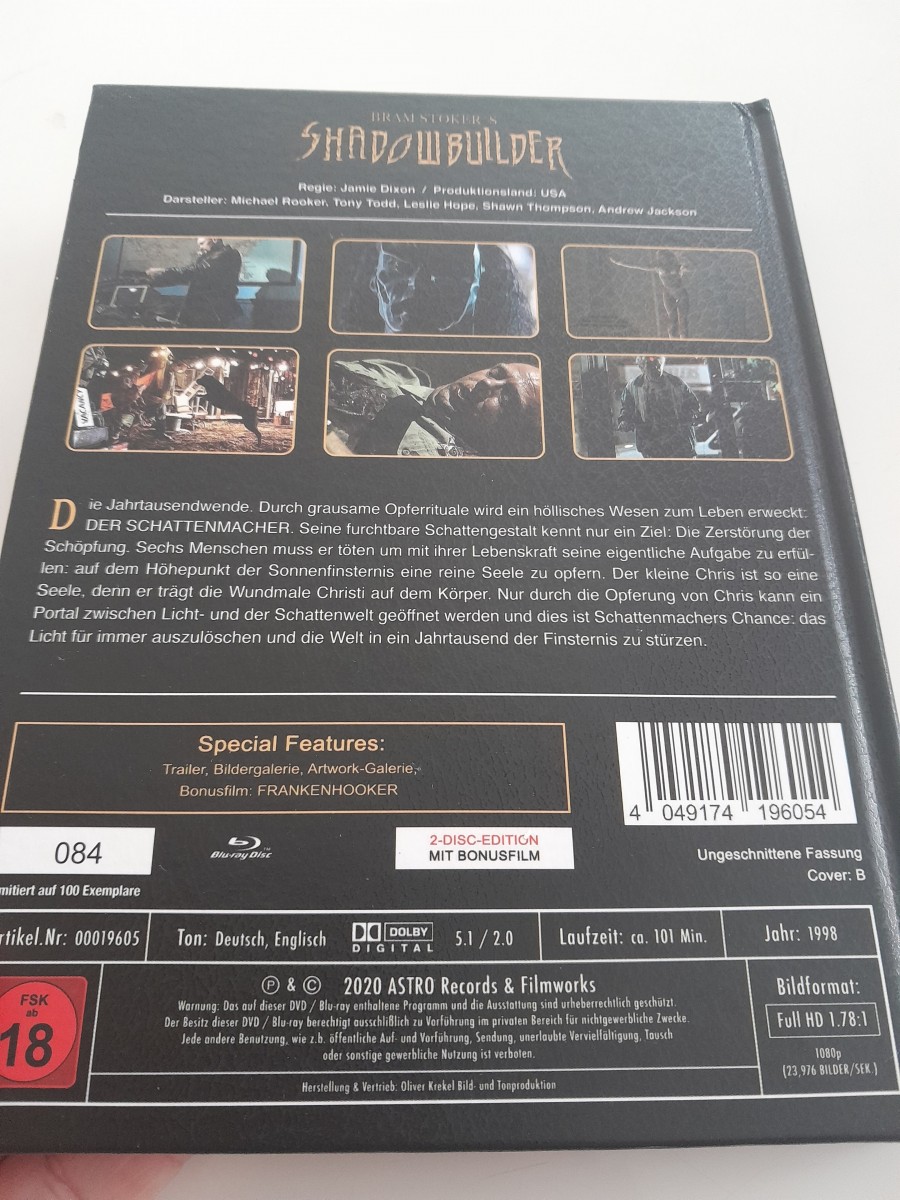 BRAM STOKER'S
SHADOWBUILDER
Regie: Jamie Dixon / Produktionsland: USA
Darsteller: Michael Rooker, Tony Todd, Leslie Hope, Shawn Thompson, Andrew Jackson
VACANCY
Die Jahrtausendwende. Durch grausame Opferrituale wird ein höllisches Wesen zum Leben erweckt:
DER SCHATTENMACHER. Seine furchtbare Schattengestalt kennt nur ein Ziel: Die Zerstörung der
Schöpfung. Sechs Menschen muss er töten um mit ihrer Lebenskraft seine eigentliche Aufgabe zu erfül-
len: auf dem Höhepunkt der Sonnenfinsternis eine reine Seele zu opfern. Der kleine Chris ist so eine
Seele, denn er trägt die Wundmale Christi auf dem Körper. Nur durch die Opferung von Chris kann ein
Portal zwischen Licht- und der Schattenwelt geöffnet werden und dies ist Schattenmachers Chance: das
Licht für immer auszulöschen und die Welt in ein Jahrtausend der Finsternis zu stürzen.
Special Features:
Trailer, Bildergalerie, Artwork-Galerie,
Bonusfilm: FRANKENHOOKER
4 049174 196054
084
mitiert auf 100 Exemplare
Blu-ray Disc
2-DISC-EDITION
MIT BONUSFILM
Ungeschnittene Fassung
Cover: B
rtikel.Nr: 00019605
Ton: Deutsch, Englisch
DOLBY
DIGITAL
5.1 / 2.0
Laufzeit: ca. 101 Min.
Jahr: 1998
FSK
ab
18
Ⓟ & © 2020 ASTRO Records & Filmworks
Warnung: Das auf dieser DVD / Blu-ray enthaltene Programm und die Ausstattung sind urheberrechtlich geschützt.
Der Besitz dieser DVD / Blu-ray berechtigt ausschließlich zu Vorführung im privaten Bereich für nichtgewerbliche Zwecke.
Jede andere Benutzung, wie z.b. öffentliche Auf- und Vorführung, Sendung, unerlaubte Vervielfältigung, Tausch
oder sonstige gewerbliche Nutzung ist verboten.
Herstellung & Vertrieb: Oliver Krekel Bild- und Tonproduktion
Bildformat:
Full HD 1.78:1
1080p
(23,976 BILDER/SEK.)